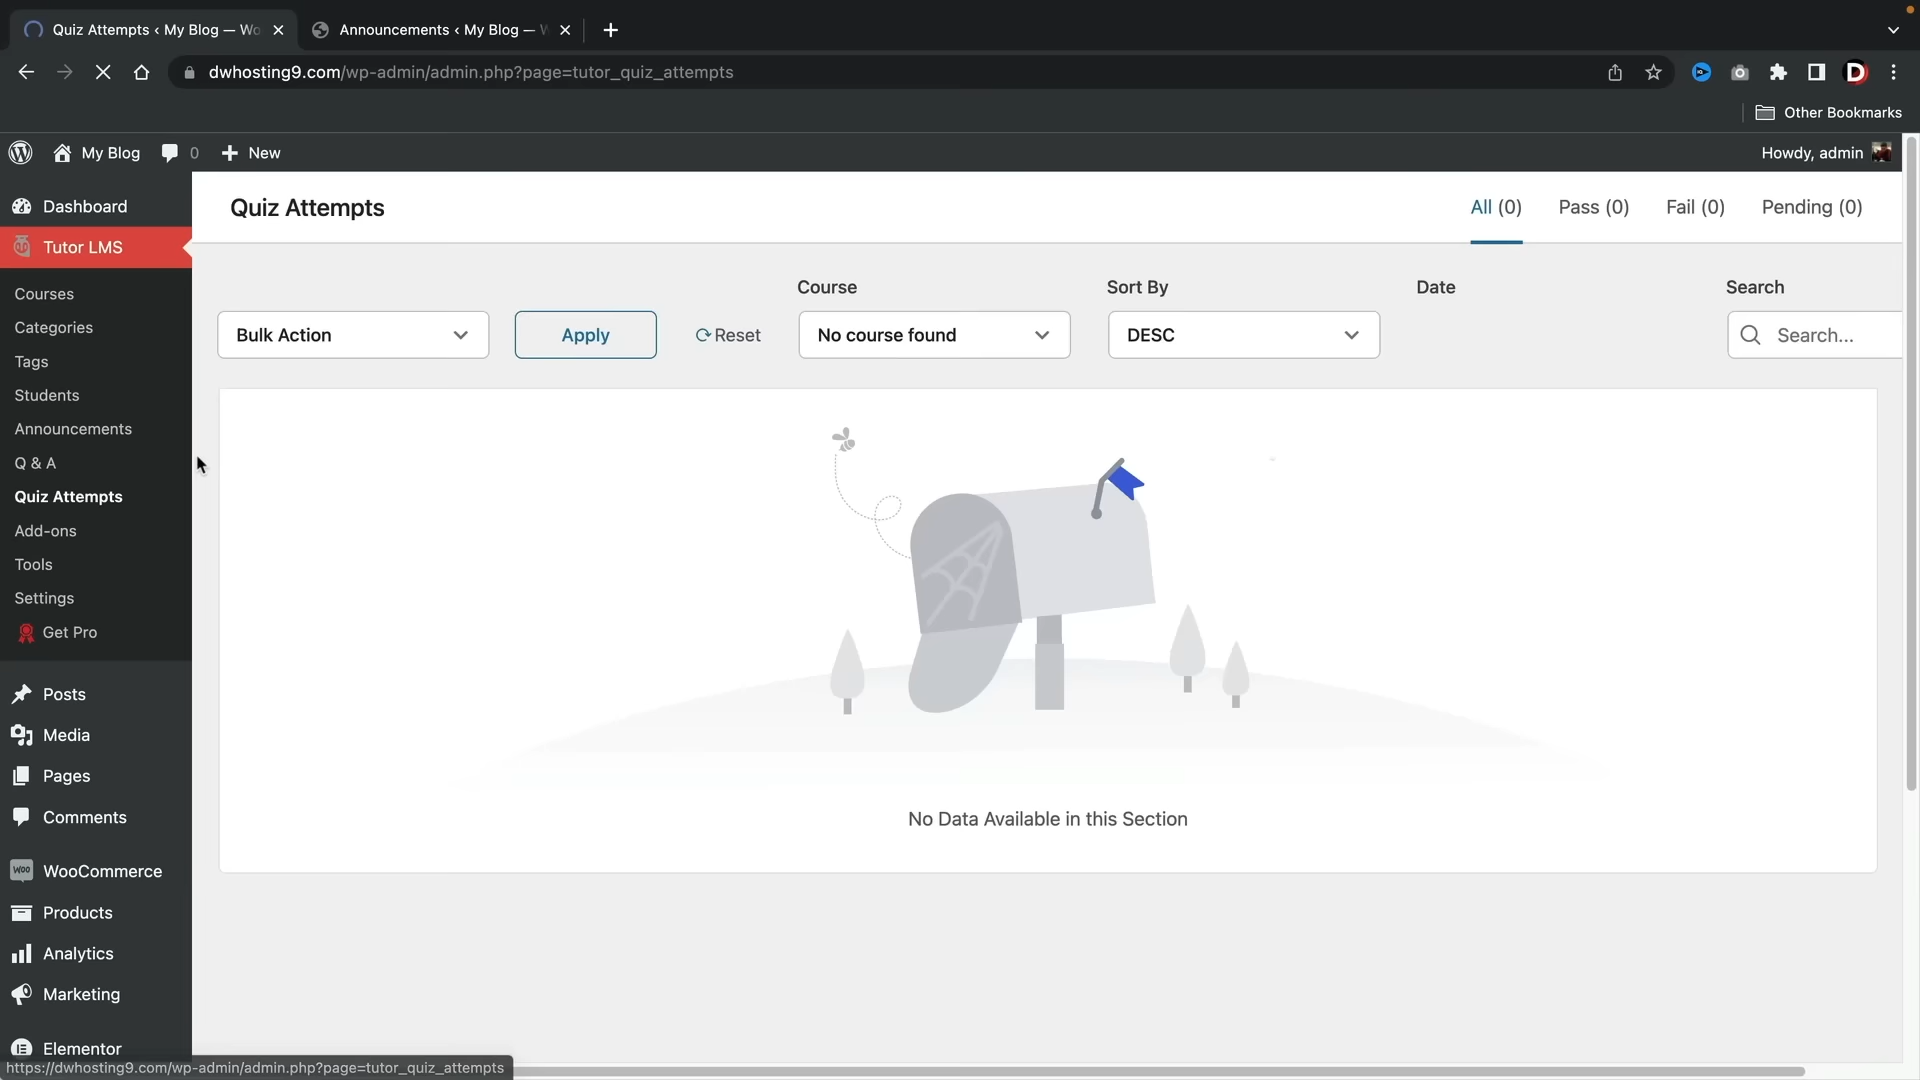 Quiz Attempts ‹ My Blog — Wo
Announcements ‹ My Blog — W
dwhosting9.com/wp-admin/admin.php?page=tutor_quiz_attempts
Other Bookmarks
My Blog
0
New
Howdy, admin
Dashboard
Tutor LMS
Courses
Categories
Tags
Students
Announcements
Q & A
Quiz Attempts
Add-ons
Tools
Settings
Get Pro
Posts
Media
Pages
Comments
WOO
WooCommerce
Products
Analytics
Marketing
Elementor
Quiz Attempts
All (0)
Pass (0)
Fail (0)
Pending (0)
Course
Sort By
Date
Search
Bulk Action
Apply
Reset
No course found
DESC
Search...
No Data Available in this Section
https://dwhosting9.com/wp-admin/admin.php?page=tutor_quiz_attempts